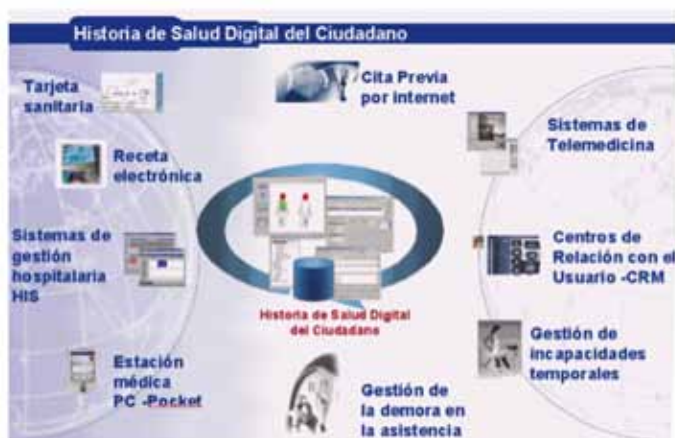 Historia de Salud Digital del Ciudadano
Tarjeta
sanitaria
Cita Previa
por internet
Sistemas de
Telemedicina
Receta
electrónica
Sistemas de
gestión
hospitalaria
HIS
Centros de
Relación con el
Usuario -CRM
Historia de Salud Digital
del Ciudadano
Estación
médica
PC -Pocket
Gestión de
la demora en
la asistencia
Gestión de
incapacidades
temporales